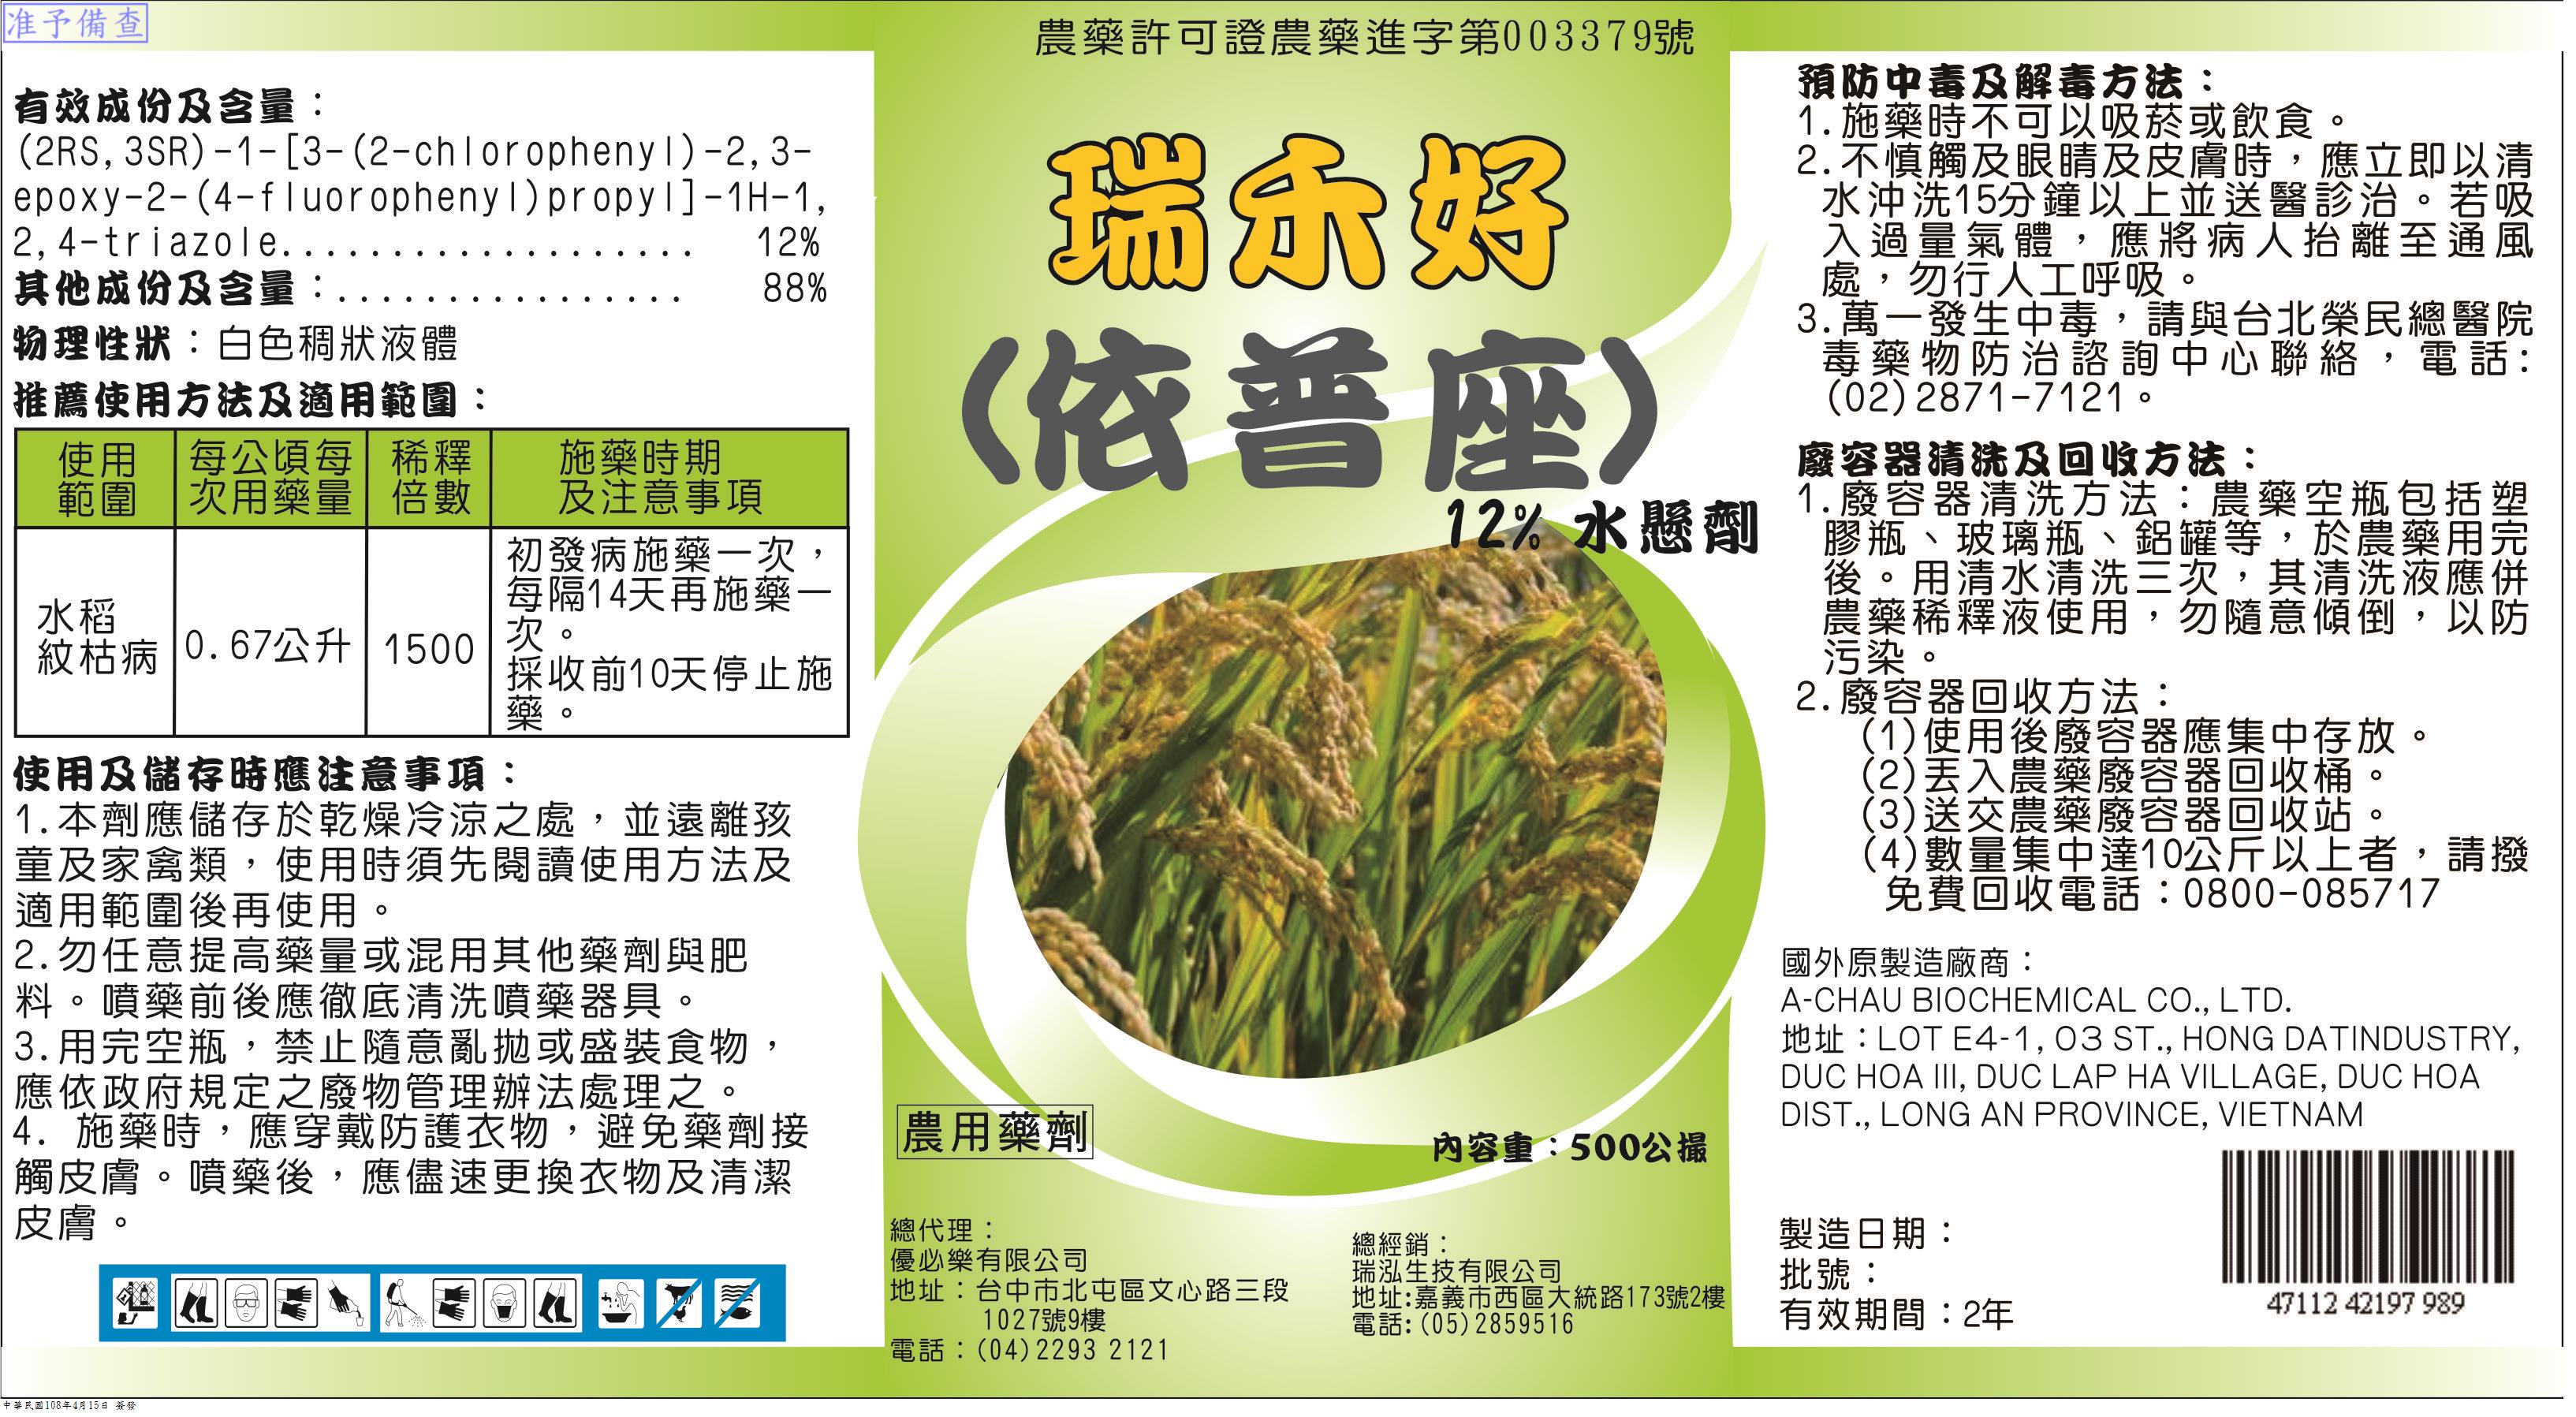 准予備查
有效成份及含量：
(2RS,3SR)-1-[3-(2-chlorophenyl)-2,3-
epoxy-2-(4-fluorophenyl)propyl]-1H-1,
2,4-triazole................... 12%
其他成份及含量：................ 88%
物理性狀：白色稠狀液體
推薦使用方法及適用範圍：
使用
範圍
每公頃每
次用藥量
稀釋
倍數
施藥時期
及注意事項
水稻
紋枯病
0.67公升
1500
初發病施藥一次，
每隔14天再施藥一
次。
採收前10天停止施
藥。
使用及儲存時應注意事項：
1.本劑應儲存於乾燥冷涼之處，並遠離孩
童及家禽類，使用時須先閱讀使用方法及
適用範圍後再使用。
2.勿任意提高藥量或混用其他藥劑與肥
料。噴藥前後應徹底清洗噴藥器具。
3.用完空瓶，禁止隨意亂拋或盛裝食物，
應依政府規定之廢物管理辦法處理之。
4. 施藥時，應穿戴防護衣物，避免藥劑接
觸皮膚。噴藥後，應儘速更換衣物及清潔
皮膚。
農藥許可證農藥進字第003379號
瑞禾好
(依普座)
12% 水懸劑
農用藥劑
內容重：500公撮
總代理：
優必樂有限公司
地址：台中市北屯區文心路三段
1027號9樓
電話：(04)2293 2121
總經銷：
瑞泓生技有限公司
地址:嘉義市西區大統路173號2樓
電話:(05)2859516
預防中毒及解毒方法：
1.施藥時不可以吸菸或飲食。
2.不慎觸及眼睛及皮膚時，應立即以清
水沖洗15分鐘以上並送醫診治。若吸
入過量氣體，應將病人抬離至通風
處，勿行人工呼吸。
3.萬一發生中毒，請與台北榮民總醫院
毒藥物防治諮詢中心聯絡，電話:
(02)2871-7121。
廢容器清洗及回收方法：
1.廢容器清洗方法：農藥空瓶包括塑
膠瓶、玻璃瓶、鋁罐等，於農藥用完
後。用清水清洗三次，其清洗液應併
農藥稀釋液使用，勿隨意傾倒，以防
污染。
2.廢容器回收方法：
(1)使用後廢容器應集中存放。
(2)丟入農藥廢容器回收桶。
(3)送交農藥廢容器回收站。
(4)數量集中達10公斤以上者，請撥
免費回收電話：0800-085717
國外原製造廠商：
A-CHAU BIOCHEMICAL CO., LTD.
地址：LOT E4-1, O3 ST., HONG DATINDUSTRY,
DUC HOA III, DUC LAP HA VILLAGE, DUC HOA
DIST., LONG AN PROVINCE, VIETNAM
製造日期：
批號：
有效期間：2年
47112 42197 989
中華民國108年4月15日 簽發